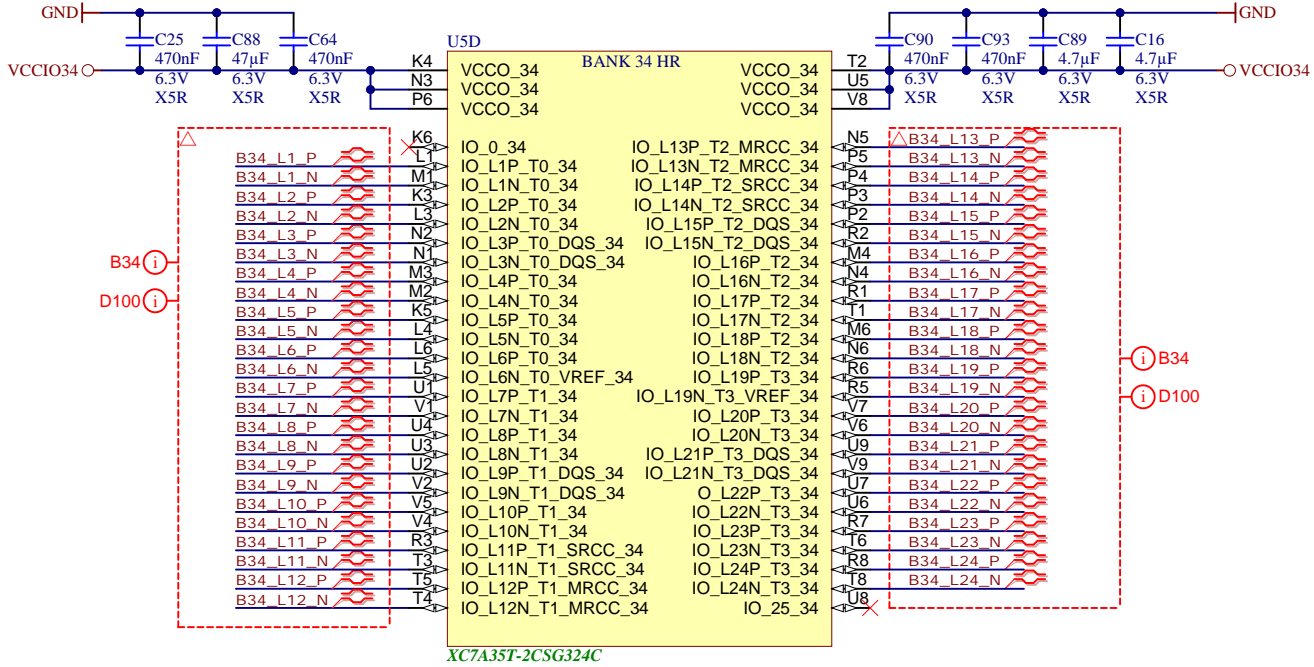 GND
C25
470nF
6.3V
X5R
C88
47µF
6.3V
X5R
C64
470nF
6.3V
X5R
VCCIO34
U5D
BANK 34 HR
C90
470nF
6.3V
X5R
C93
470nF
6.3V
X5R
C89
4.7µF
6.3V
X5R
C16
4.7µF
6.3V
X5R
GND
VCCIO34
K4 VCCO_34 VCCO_34 T2
N3 VCCO_34 VCCO_34 U5
P6 VCCO_34 VCCO_34 V8
K6 IO_0_34 IO_L13P_T2_MRCC_34 N5 B34_L13_P
B34_L1_P L1 IO_L1P_T0_34 IO_L13N_T2_MRCC_34 P5 B34_L13_N
B34_L1_N M1 IO_L1N_T0_34 IO_L14P_T2_SRCC_34 P4 B34_L14_P
B34_L2_P K3 IO_L2P_T0_34 IO_L14N_T2_SRCC_34 P3 B34_L14_N
B34_L2_N L3 IO_L2N_T0_34 IO_L15P_T2_DQS_34 P2 B34_L15_P
B34_L3_P N2 IO_L3P_T0_DQS_34 IO_L15N_T2_DQS_34 R2 B34_L15_N
B34_L3_N N1 IO_L3N_T0_DQS_34 IO_L16P_T2_34 M4 B34_L16_P
B34_L4_P M3 IO_L4P_T0_34 IO_L16N_T2_34 N4 B34_L16_N
B34_L4_N M2 IO_L4N_T0_34 IO_L17P_T2_34 R1 B34_L17_P
B34_L5_P K5 IO_L5P_T0_34 IO_L17N_T2_34 T1 B34_L17_N
B34_L5_N L4 IO_L5N_T0_34 IO_L18P_T2_34 M6 B34_L18_P
B34_L6_P L6 IO_L6P_T0_34 IO_L18N_T2_34 N6 B34_L18_N
B34_L6_N L5 IO_L6N_T0_VREF_34 IO_L19P_T3_34 R6 B34_L19_P
B34_L7_P U1 IO_L7P_T1_34 IO_L19N_T3_VREF_34 R5 B34_L19_N
B34_L7_N V1 IO_L7N_T1_34 IO_L20P_T3_34 V7 B34_L20_P
B34_L8_P U4 IO_L8P_T1_34 IO_L20N_T3_34 V6 B34_L20_N
B34_L8_N U3 IO_L8N_T1_34 IO_L21P_T3_DQS_34 U9 B34_L21_P
B34_L9_P U2 IO_L9P_T1_DQS_34 IO_L21N_T3_DQS_34 V9 B34_L21_N
B34_L9_N V2 IO_L9N_T1_DQS_34 O_L22P_T3_34 U7 B34_L22_P
B34_L10_P V5 IO_L10P_T1_34 IO_L22N_T3_34 U6 B34_L22_N
B34_L10_N V4 IO_L10N_T1_34 IO_L23P_T3_34 R7 B34_L23_P
B34_L11_P R3 IO_L11P_T1_SRCC_34 IO_L23N_T3_34 T6 B34_L23_N
B34_L11_N T3 IO_L11N_T1_SRCC_34 IO_L24P_T3_34 R8 B34_L24_P
B34_L12_P T5 IO_L12P_T1_MRCC_34 IO_L24N_T3_34 T8 B34_L24_N
B34_L12_N T4 IO_L12N_T1_MRCC_34 IO_25_34 U8
B34 i
D100 i
i B34
i D100
XC7A35T-2CSG324C